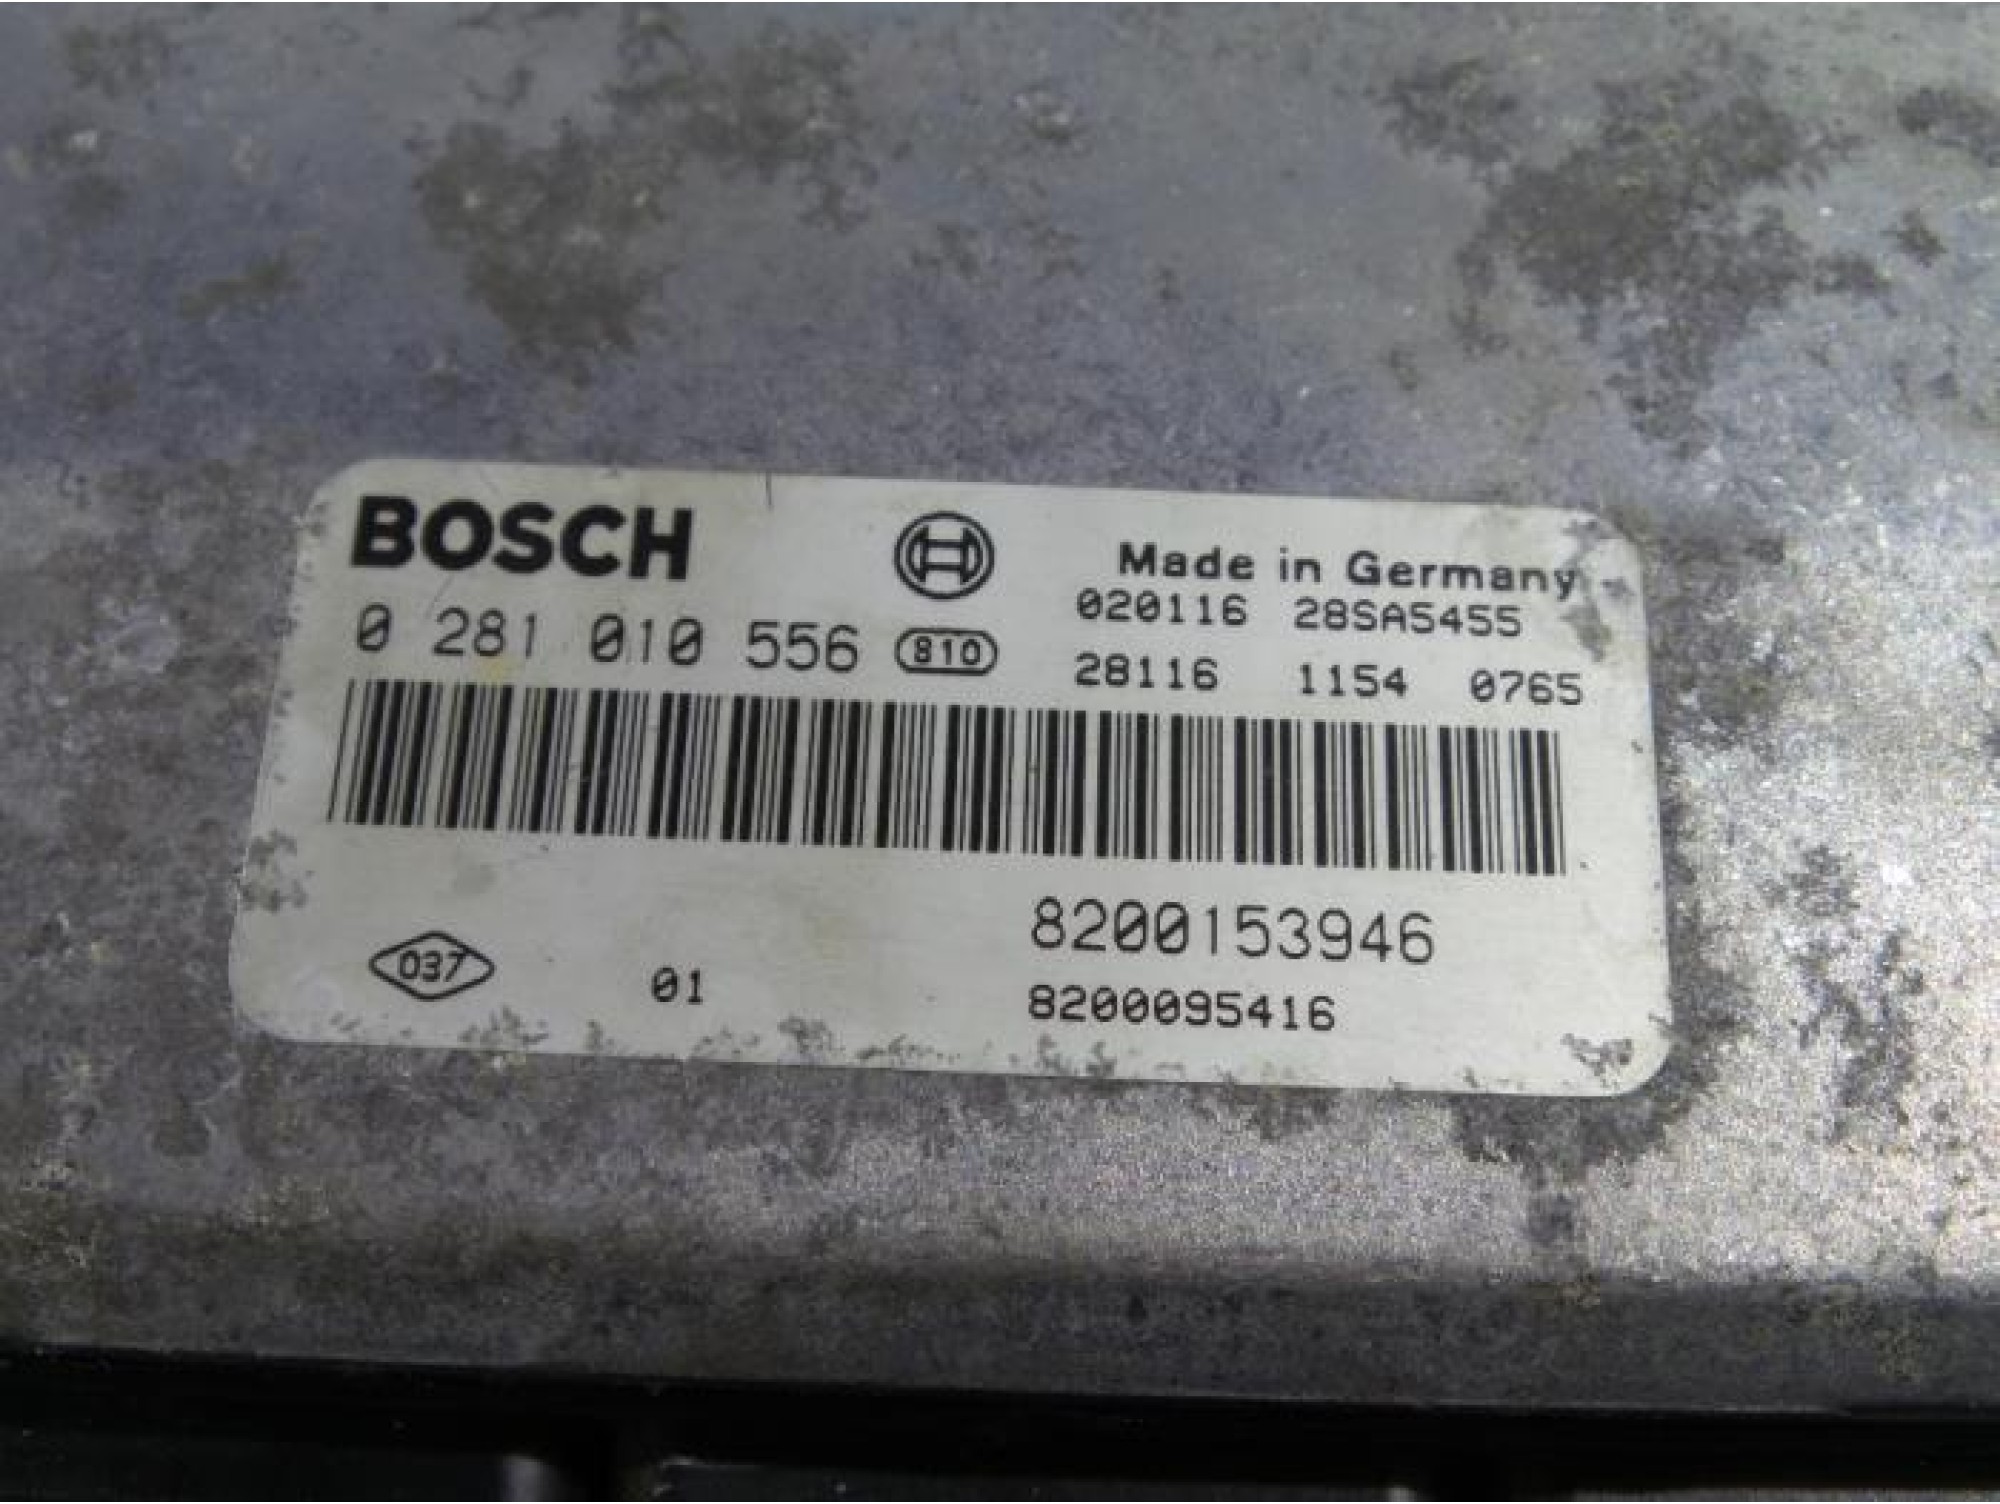 BOSCH
Made in Germany
020116 28SA5455
0 281 010 556 810
28116 1154 0765
8200153946
037 01
8200095416